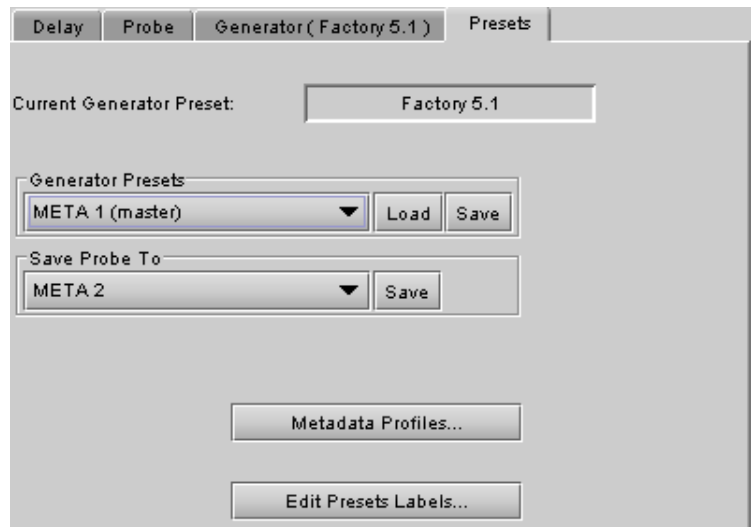 Delay Probe Generator ( Factory 5.1 ) Presets
Current Generator Preset: Factory 5.1
Generator Presets
META 1 (master) Load Save
Save Probe To
META 2 Save
Metadata Profiles...
Edit Presets Labels...